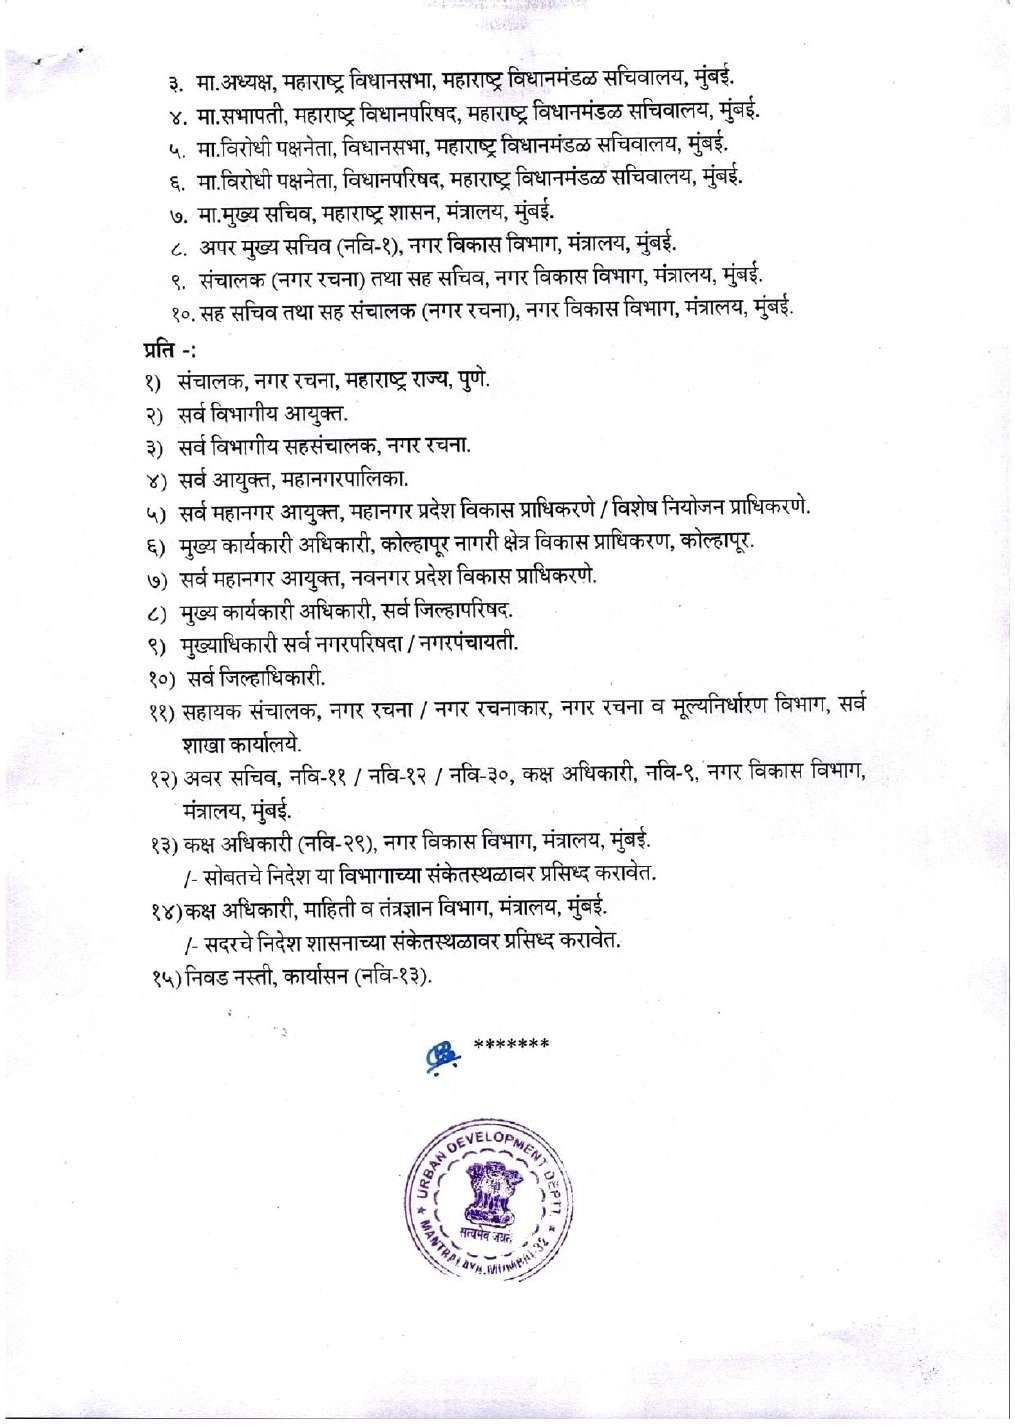 ३. मा.अध्यक्ष, महाराष्ट्र विधानसभा, महाराष्ट्र विधानमंडळ सचिवालय, मुंबई.
४. मा.सभापती, महाराष्ट्र विधानपरिषद, महाराष्ट्र विधानमंडळ सचिवालय, मुंबई.
५. मा.विरोधी पक्षनेता, विधानसभा, महाराष्ट्र विधानमंडळ सचिवालय, मुंबई.
६. मा.विरोधी पक्षनेता, विधानपरिषद, महाराष्ट्र विधानमंडळ सचिवालय, मुंबई.
७. मा.मुख्य सचिव, महाराष्ट्र शासन, मंत्रालय, मुंबई.
८. अपर मुख्य सचिव (नवि-१), नगर विकास विभाग, मंत्रालय, मुंबई.
९. संचालक (नगर रचना) तथा सह सचिव, नगर विकास विभाग, मंत्रालय, मुंबई.
१०. सह सचिव तथा सह संचालक (नगर रचना), नगर विकास विभाग, मंत्रालय, मुंबई.
प्रति -:
१) संचालक, नगर रचना, महाराष्ट्र राज्य, पुणे.
२) सर्व विभागीय आयुक्त.
३) सर्व विभागीय सहसंचालक, नगर रचना.
४) सर्व आयुक्त, महानगरपालिका.
५) सर्व महानगर आयुक्त, महानगर प्रदेश विकास प्राधिकरणे / विशेष नियोजन प्राधिकरणे.
६) मुख्य कार्यकारी अधिकारी, कोल्हापूर नागरी क्षेत्र विकास प्राधिकरण, कोल्हापूर.
७) सर्व महानगर आयुक्त, नवनगर प्रदेश विकास प्राधिकरणे.
८) मुख्य कार्यकारी अधिकारी, सर्व जिल्हापरिषद.
९) मुख्याधिकारी सर्व नगरपरिषदा / नगरपंचायती.
१०) सर्व जिल्हाधिकारी.
११) सहायक संचालक, नगर रचना / नगर रचनाकार, नगर रचना व मूल्यनिर्धारण विभाग, सर्व
शाखा कार्यालये.
१२) अवर सचिव, नवि-११ / नवि-१२ / नवि-३०, कक्ष अधिकारी, नवि-९, नगर विकास विभाग,
मंत्रालय, मुंबई.
१३) कक्ष अधिकारी (नवि-२९), नगर विकास विभाग, मंत्रालय, मुंबई.
/- सोबतचे निदेश या विभागाच्या संकेतस्थळावर प्रसिध्द करावेत.
१४) कक्ष अधिकारी, माहिती व तंत्रज्ञान विभाग, मंत्रालय, मुंबई.
/- सदरचे निदेश शासनाच्या संकेतस्थळावर प्रसिध्द करावेत.
१५) निवड नस्ती, कार्यासन (नवि-१३).
*******
URBAN DEVELOPMENT DEPTT.
सत्यमेव जयते
* MANTRALAYA, MUMBAI-32 *